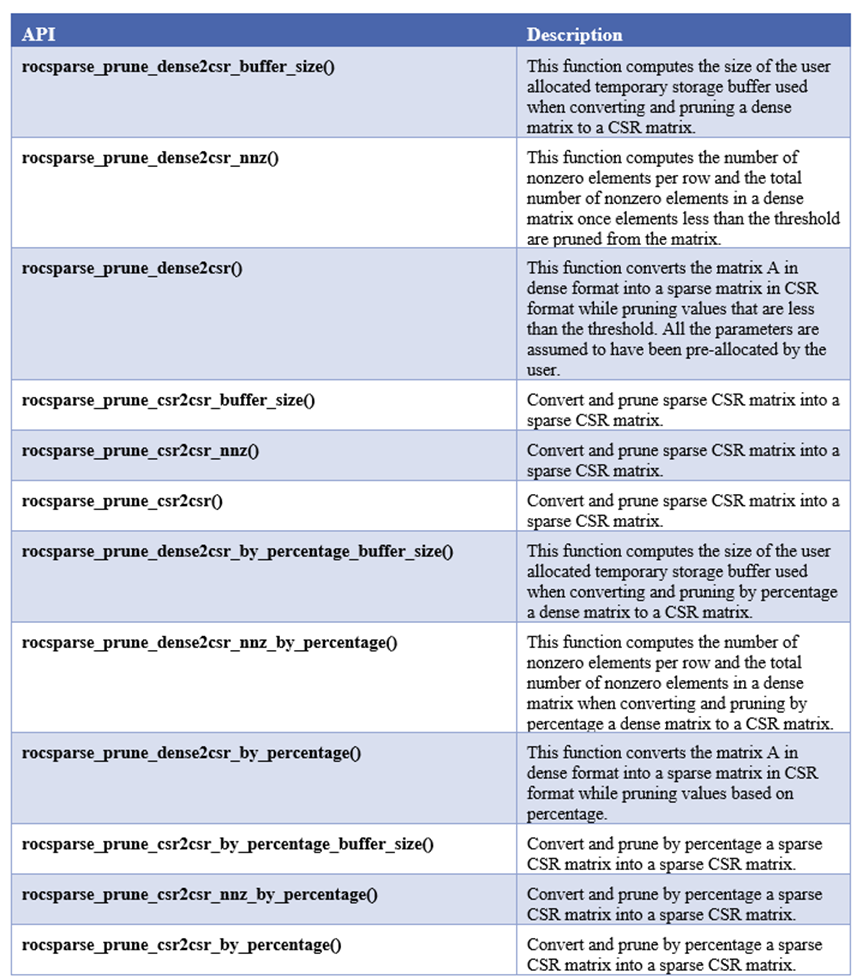 API
Description
rocsparse_prune_dense2csr_buffer_size()
This function computes the size of the user
allocated temporary storage buffer used
when converting and pruning a dense
matrix to a CSR matrix.
rocsparse_prune_dense2csr_nnz()
This function computes the number of
nonzero elements per row and the total
number of nonzero elements in a dense
matrix once elements less than the threshold
are pruned from the matrix.
rocsparse_prune_dense2csr()
This function converts the matrix A in
dense format into a sparse matrix in CSR
format while pruning values that are less
than the threshold. All the parameters are
assumed to have been pre-allocated by the
user.
rocsparse_prune_csr2csr_buffer_size()
Convert and prune sparse CSR matrix into a
sparse CSR matrix.
rocsparse_prune_csr2csr_nnz()
Convert and prune sparse CSR matrix into a
sparse CSR matrix.
rocsparse_prune_csr2csr()
Convert and prune sparse CSR matrix into a
sparse CSR matrix.
rocsparse_prune_dense2csr_by_percentage_buffer_size()
This function computes the size of the user
allocated temporary storage buffer used
when converting and pruning by percentage
a dense matrix to a CSR matrix.
rocsparse_prune_dense2csr_nnz_by_percentage()
This function computes the number of
nonzero elements per row and the total
number of nonzero elements in a dense
matrix when converting and pruning by
percentage a dense matrix to a CSR matrix.
rocsparse_prune_dense2csr_by_percentage()
This function converts the matrix A in
dense format into a sparse matrix in CSR
format while pruning values based on
percentage.
rocsparse_prune_csr2csr_by_percentage_buffer_size()
Convert and prune by percentage a sparse
CSR matrix into a sparse CSR matrix.
rocsparse_prune_csr2csr_nnz_by_percentage()
Convert and prune by percentage a sparse
CSR matrix into a sparse CSR matrix.
rocsparse_prune_csr2csr_by_percentage()
Convert and prune by percentage a sparse
CSR matrix into a sparse CSR matrix.